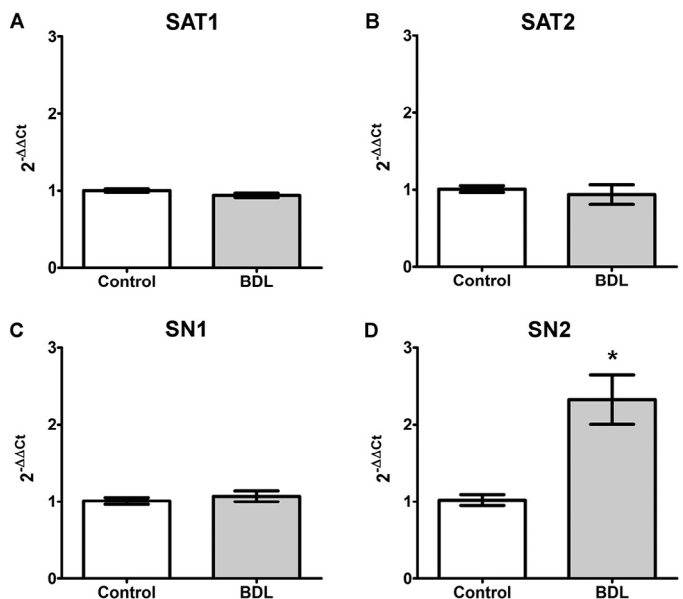 A SAT1
3
2
1
0
2-ΔΔCt
Control BDL
B SAT2
3
2
1
0
2-ΔΔCt
Control BDL
C SN1
3
2
1
0
2-ΔΔCt
Control BDL
D SN2
3
2
1
0
2-ΔΔCt
*
Control BDL